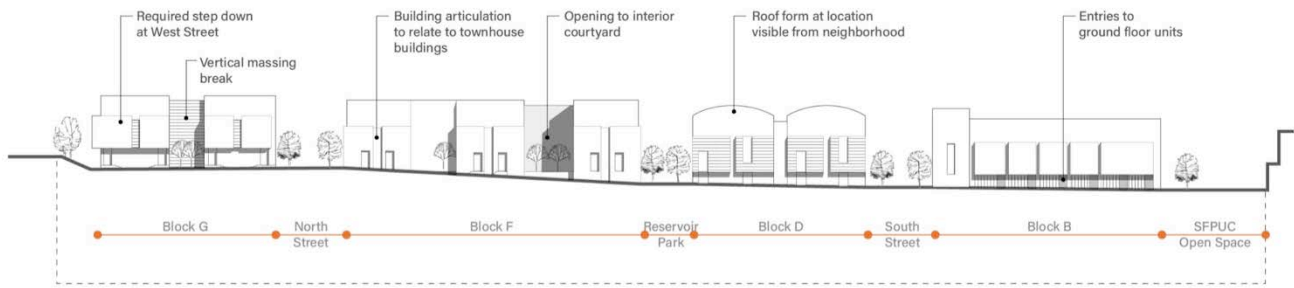 Required step down
at West Street
Vertical massing
break
Building articulation
to relate to townhouse
buildings
Opening to interior
courtyard
Roof form at location
visible from neighborhood
Entries to
ground floor units
Block G
North
Street
Block F
Reservoir
Park
Block D
South
Street
Block B
SFPUC
Open Space